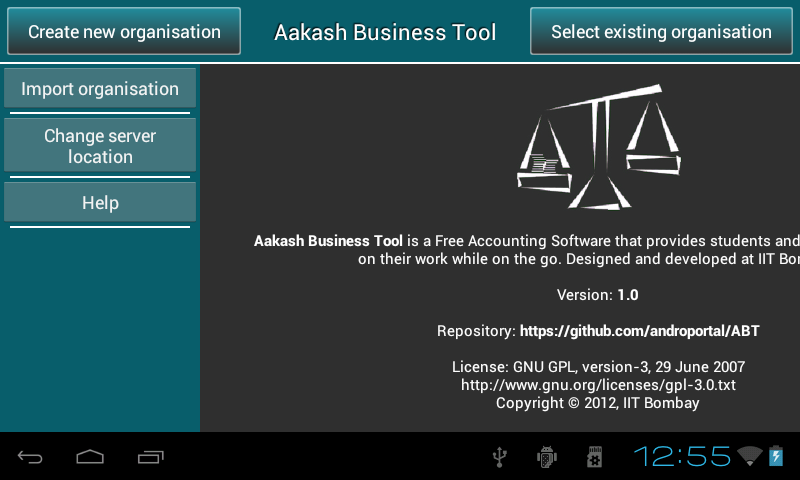 Create new organisation
Aakash Business Tool
Select existing organisation
Import organisation
Change server
location
Help
Aakash Business Tool is a Free Accounting Software that provides students and
on their work while on the go. Designed and developed at IIT
Version: 1.0
Repository: https://github.com/androportal/ABT
License: GNU GPL, version-3, 29 June 2007
http://www.gnu.org/licenses/gpl-3.0.txt
Copyright © 2012, IIT Bombay
12:55